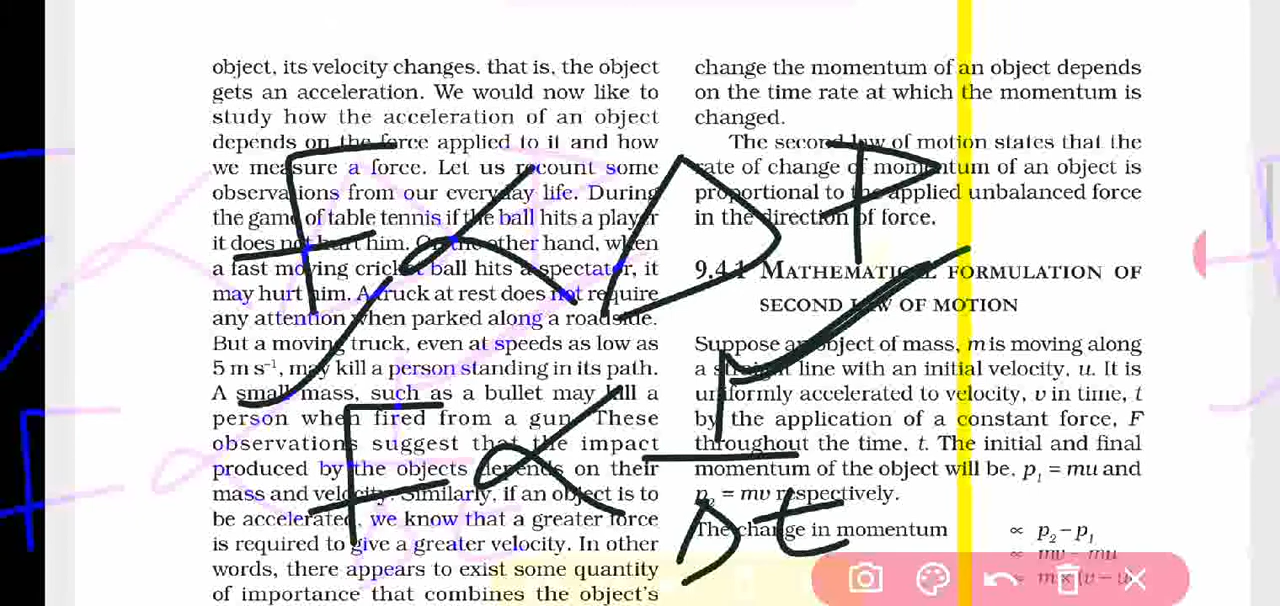 object, its velocity changes, that is, the object
gets an acceleration. We would now like to
study how the acceleration of an object
depends on the force applied to it and how
we measure a force. Let us recount some
observations from our everyday life. During
the game of table tennis if the ball hits a player
it does not hurt him. On the other hand, when
a fast moving cricket ball hits a spectator, it
may hurt him. A truck at rest does not require
any attention when parked along a roadside.
But a moving truck, even at speeds as low as
5 m s⁻¹, may kill a person standing in its path.
A small mass, such as a bullet may kill a
person when fired from a gun. These
observations suggest that the impact
produced by the objects depends on their
mass and velocity. Similarly, if an object is to
be accelerated, we know that a greater force
is required to give a greater velocity. In other
words, there appears to exist some quantity
of importance that combines the object's
change the momentum of an object depends
on the time rate at which the momentum is
changed.
The second law of motion states that the
rate of change of momentum of an object is
proportional to the applied unbalanced force
in the direction of force.
9.4.1 MATHEMATICAL FORMULATION OF
SECOND LAW OF MOTION
Suppose an object of mass, m is moving along
a straight line with an initial velocity, u. It is
uniformly accelerated to velocity, v in time, t
by the application of a constant force, F
throughout the time, t. The initial and final
momentum of the object will be, p₁ = mu and
p₂ = mv respectively.
The change in momentum ∝ p₂ – p₁
∝ mv – mu
∝ m × (v – u)
F ∝ Δ P
F ∝ 1
Δt